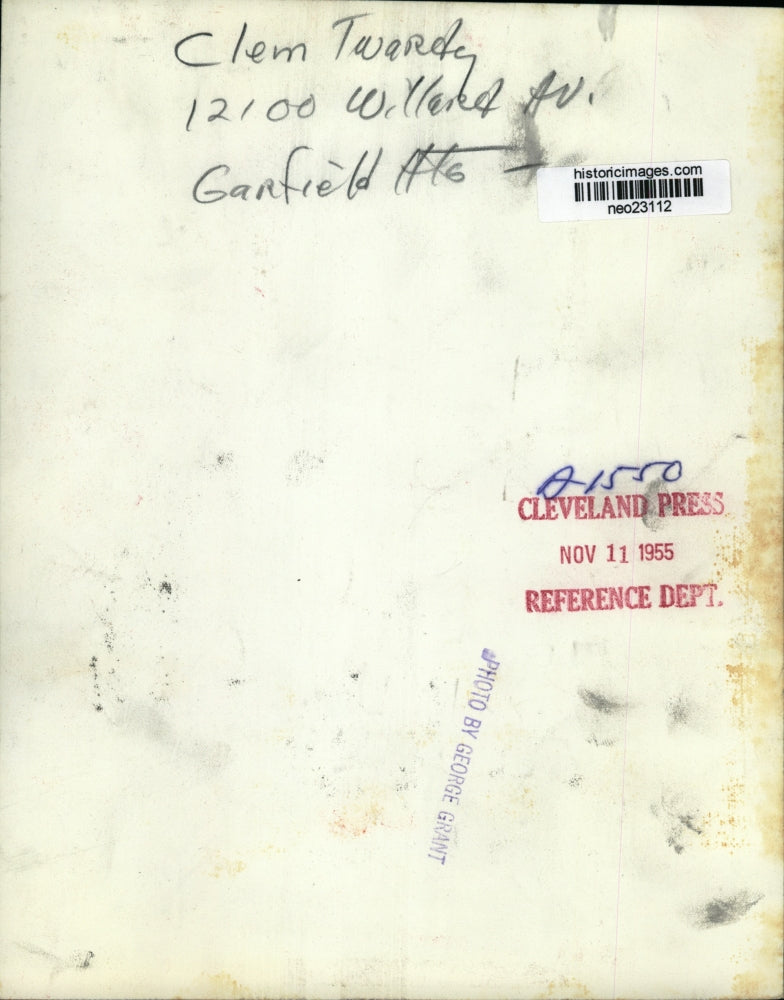 Clem Twardy
12100 Willard Av.
Garfield Hts
historicimages.com
neo23112
A-1550
CLEVELAND PRESS
NOV 11 1955
REFERENCE DEPT.
PHOTO BY GEORGE GRANT